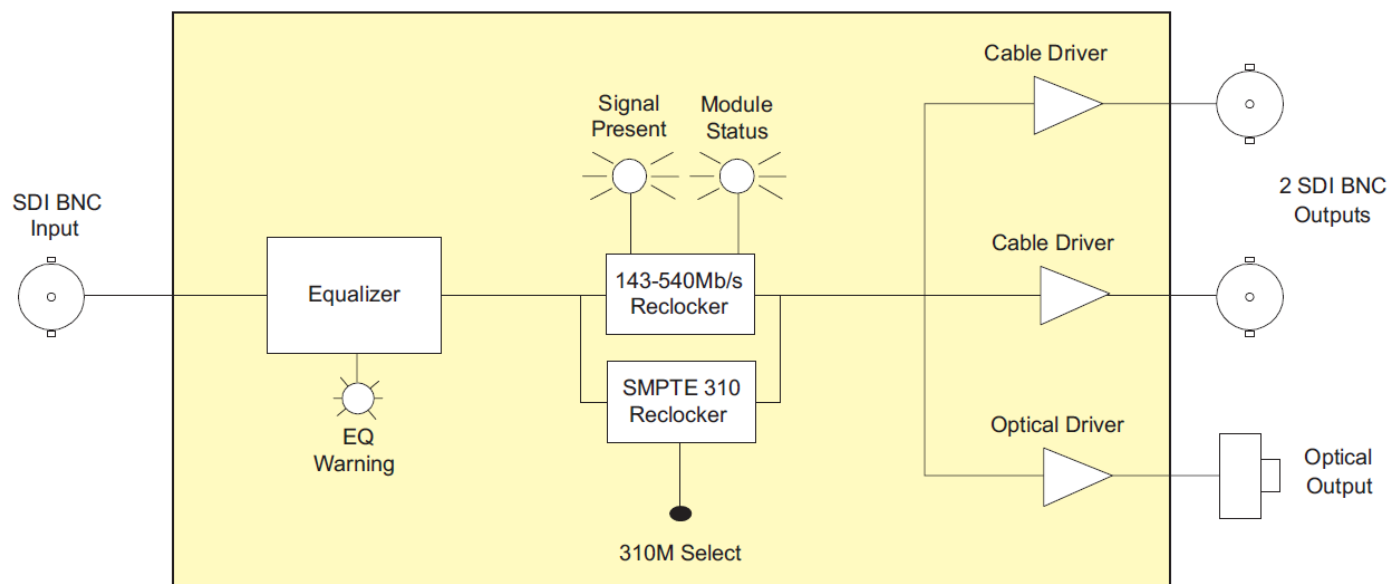 Cable Driver
Signal
Present
Module
Status
SDI BNC
Input
2 SDI BNC
Outputs
Cable Driver
Equalizer
143-540Mb/s
Reclocker
SMPTE 310
Reclocker
EQ
Warning
Optical Driver
Optical
Output
310M Select